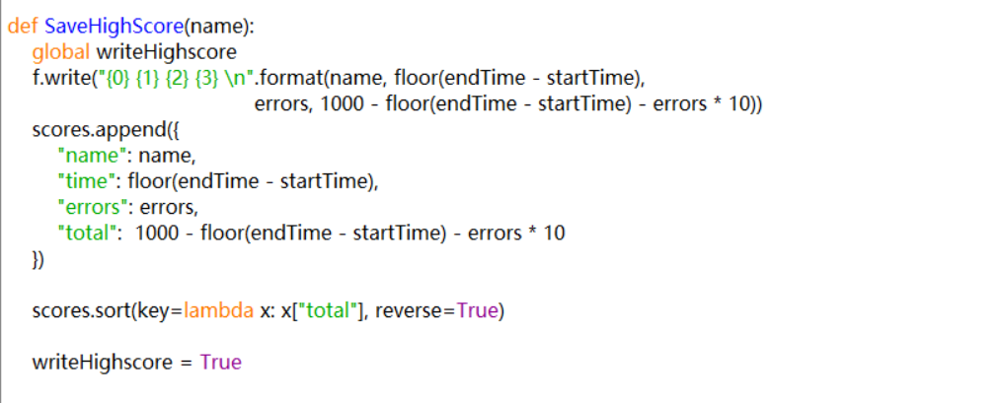 def SaveHighScore(name):
    global writeHighscore
    f.write("{0} {1} {2} {3} \n".format(name, floor(endTime - startTime),
                                        errors, 1000 - floor(endTime - startTime) - errors * 10))
    scores.append({
        "name": name,
        "time": floor(endTime - startTime),
        "errors": errors,
        "total":  1000 - floor(endTime - startTime) - errors * 10
    })
    scores.sort(key=lambda x: x["total"], reverse=True)
    writeHighscore = True